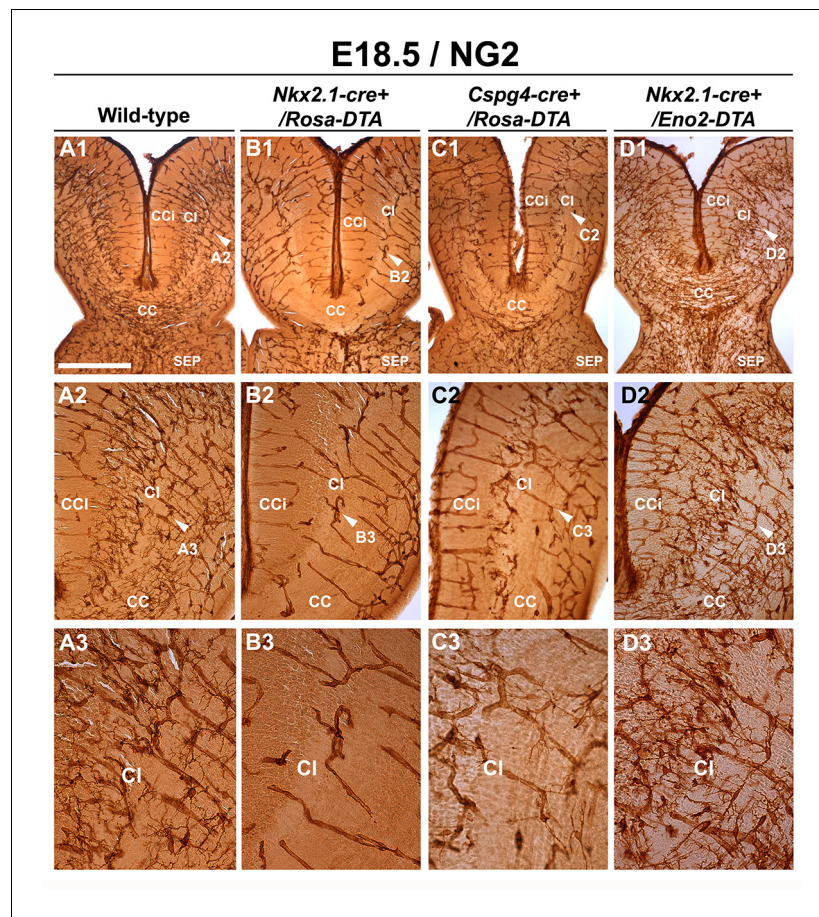 E18.5 / NG2
Wild-type
Nkx2.1-cre+
/Rosa-DTA
Cspg4-cre+
/Rosa-DTA
Nkx2.1-cre+
/Eno2-DTA
A1
CCi
CI
A2
CC
SEP
B1
CCi
CI
B2
CC
SEP
C1
CCi
CI
C2
CC
SEP
D1
CCi
CI
D2
CC
SEP
A2
CCI
CI
A3
CC
B2
CCi
CI
B3
CC
C2
CCi
CI
C3
CC
D2
CCi
CI
D3
CC
A3
CI
B3
CI
C3
CI
D3
CI